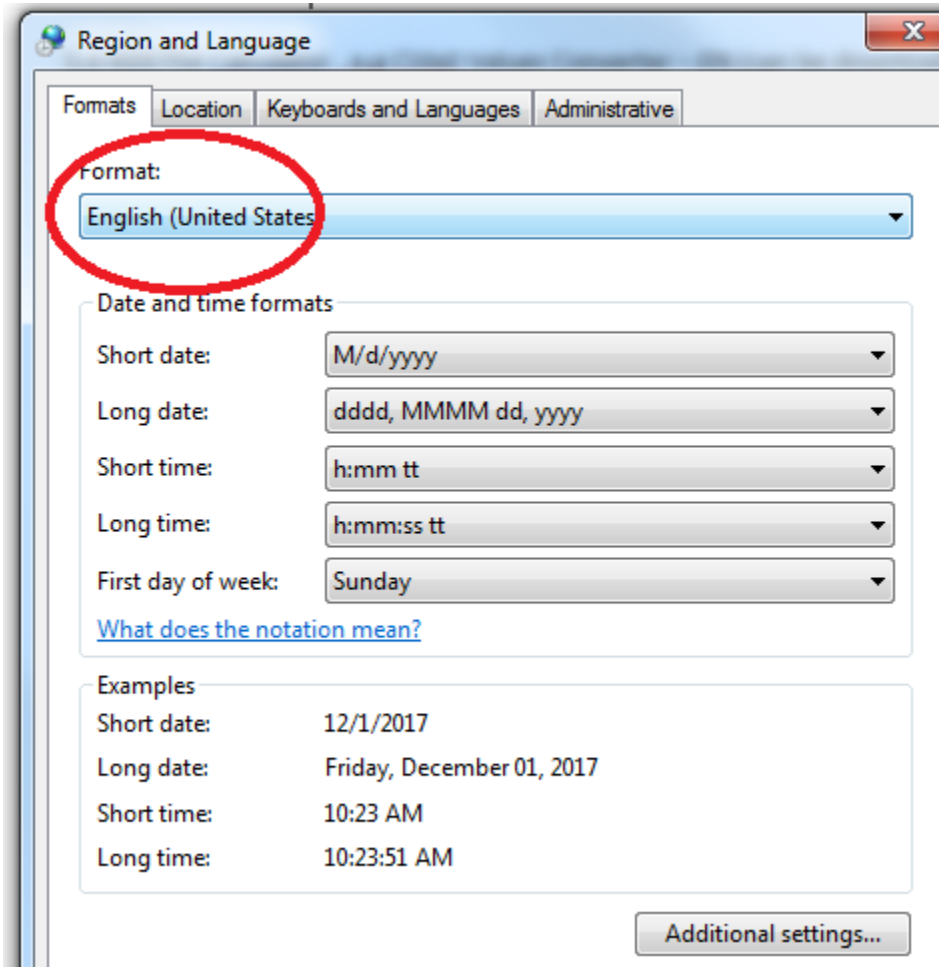 Region and Language
Formats Location Keyboards and Languages Administrative
Format:
English (United States
Date and time formats
Short date: M/d/yyyy
Long date: dddd, MMMM dd, yyyy
Short time: h:mm tt
Long time: h:mm:ss tt
First day of week: Sunday
What does the notation mean?
Examples
Short date: 12/1/2017
Long date: Friday, December 01, 2017
Short time: 10:23 AM
Long time: 10:23:51 AM
Additional settings...